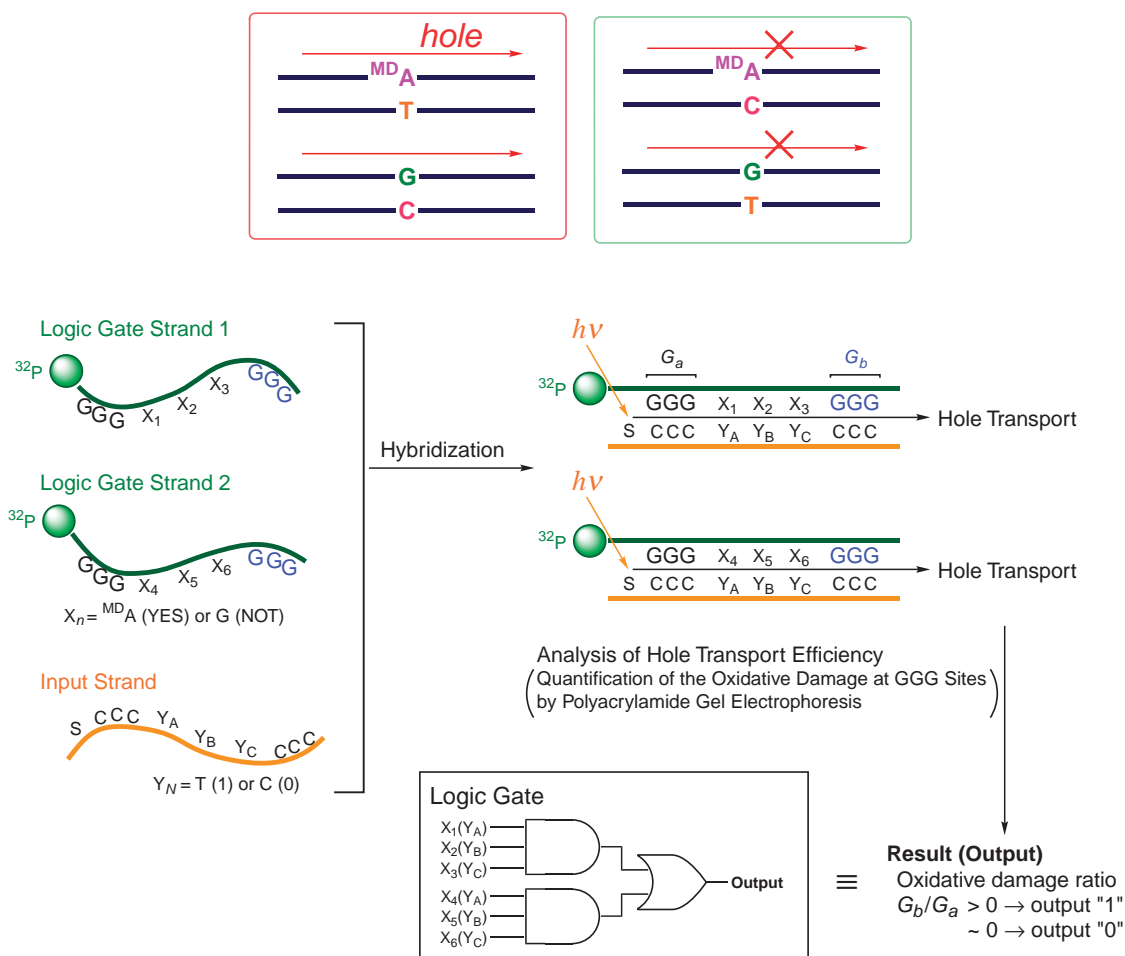 hole
MDA
T
G
C
MDA
C
G
T
Logic Gate Strand 1
32P
GGG X1 X2 X3 GGG
Logic Gate Strand 2
32P
GGG X4 X5 X6 GGG
Xn = MDA (YES) or G (NOT)
Input Strand
S CCC YA YB YC CCC
YN = T (1) or C (0)
Hybridization
hν
Ga Gb
32P
GGG X1 X2 X3 GGG
Hole Transport
S CCC YA YB YC CCC
hν
32P
GGG X4 X5 X6 GGG
Hole Transport
S CCC YA YB YC CCC
Analysis of Hole Transport Efficiency
(Quantification of the Oxidative Damage at GGG Sites
by Polyacrylamide Gel Electrophoresis)
Logic Gate
X1(YA)
X2(YB)
X3(YC)
X4(YA)
X5(YB)
X6(YC)
Output
≡
Result (Output)
Oxidative damage ratio
Gb/Ga > 0 → output "1"
~ 0 → output "0"